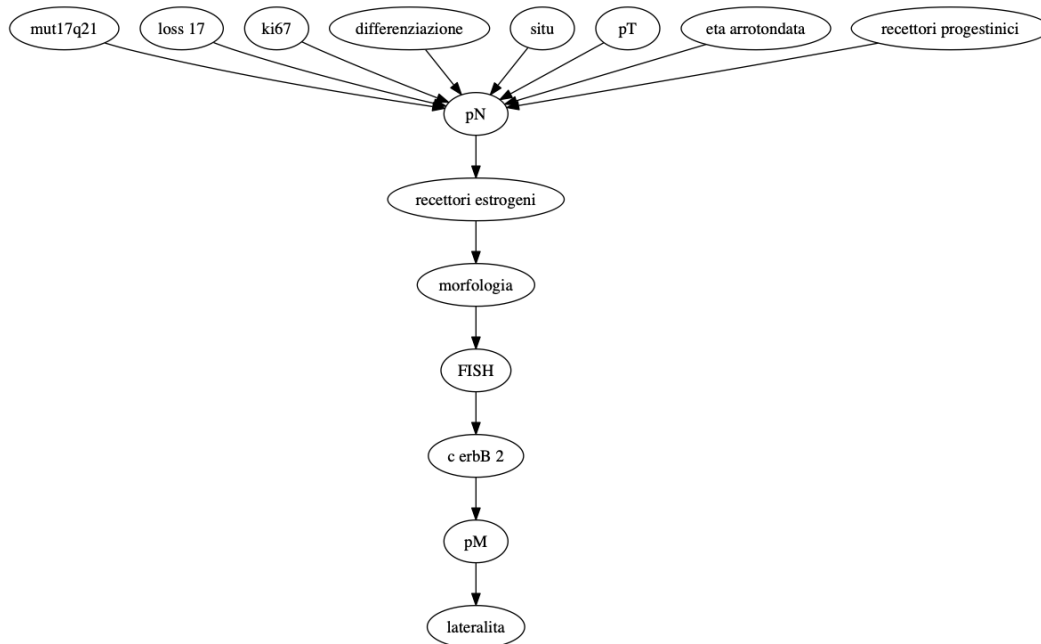 mut17q21
loss 17
ki67
differenziazione
situ
pT
eta arrotondata
recettori progestinici
pN
recettori estrogeni
morfologia
FISH
c erbB 2
pM
lateralita